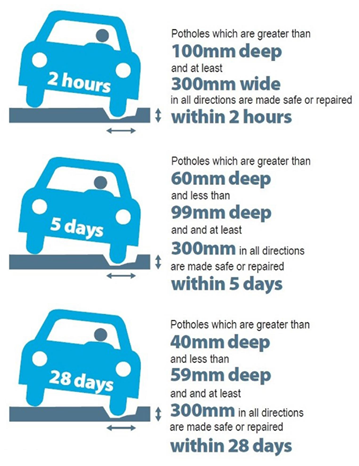 2 hours
Potholes which are greater than
100mm deep
and at least
300mm wide
in all directions are made safe or repaired
within 2 hours
5 days
Potholes which are greater than
60mm deep
and less than
99mm deep
and and at least
300mm in all directions
are made safe or repaired
within 5 days
28 days
Potholes which are greater than
40mm deep
and less than
59mm deep
and and at least
300mm in all directions
are made safe or repaired
within 28 days